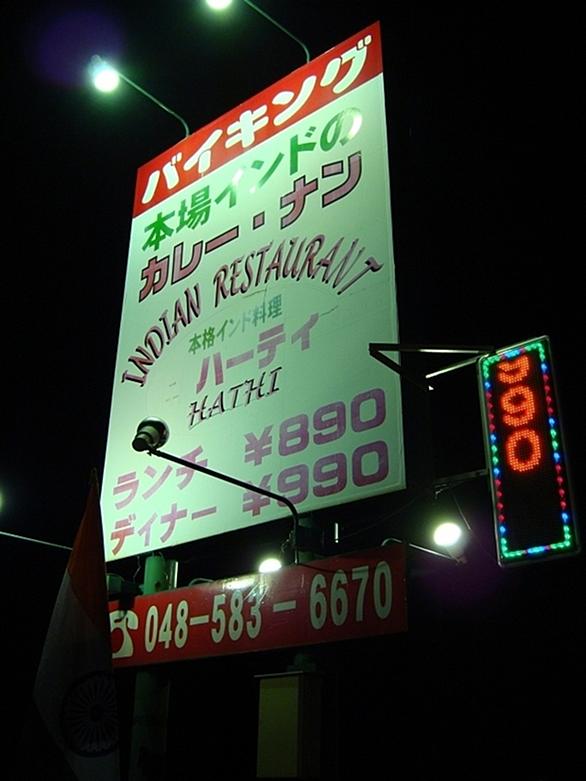 バイキング
本場インドの
カレー・ナン
INDIAN RESTAURANT
本格インド料理
ハーティ
HATHI
ランチ ¥890
ディナー ¥990
990
048-583-6670